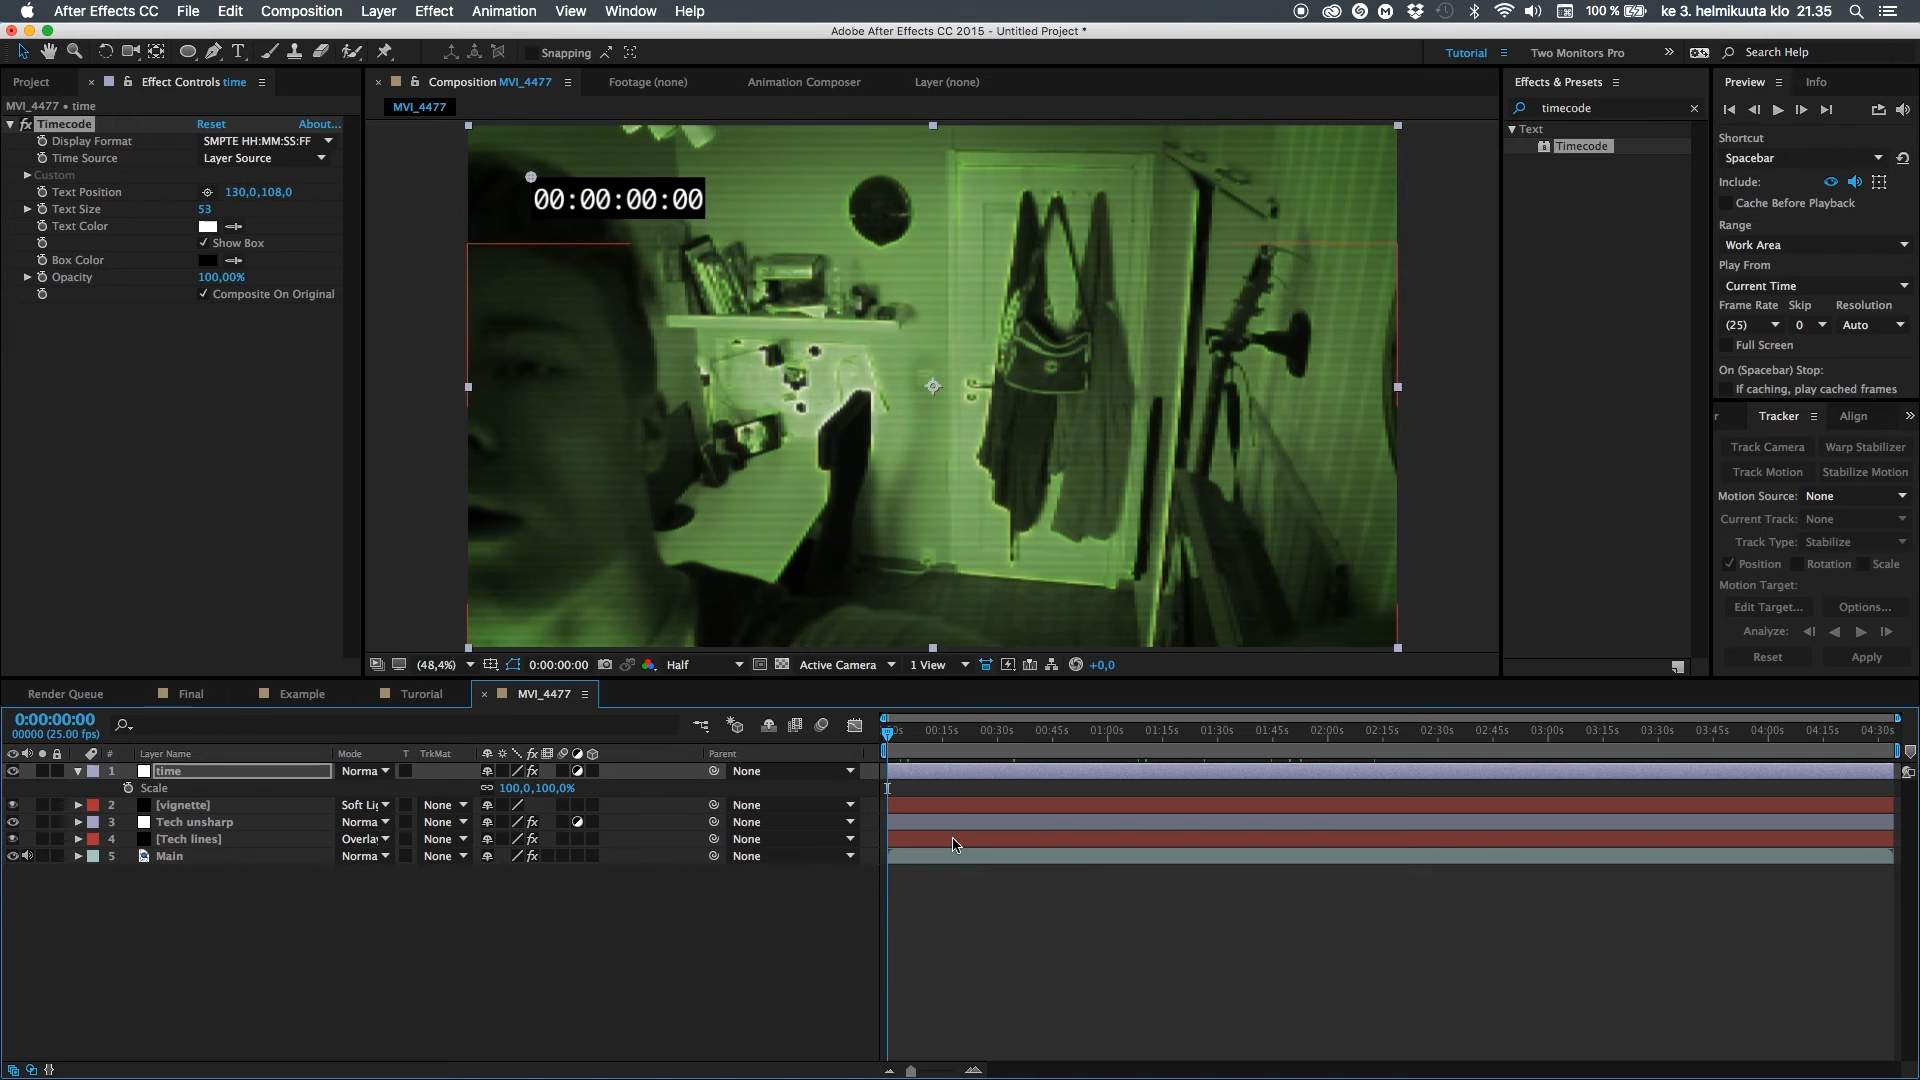 After Effects CC File Edit Composition Layer Effect Animation View Window Help 100 % ke 3. helmikuuta klo 21.35
Adobe After Effects CC 2015 - Untitled Project *
Snapping Tutorial Two Monitors Pro Search Help
Project Effect Controls time Composition MVI_4477 Footage (none) Animation Composer Layer (none) Effects & Presets Preview Info
MVI_4477 • time MVI_4477 timecode
fx Timecode Reset About... Text
Display Format SMPTE HH:MM:SS:FF Timecode Shortcut
Time Source Layer Source Spacebar
Custom Include:
Text Position 130,0,108,0 Cache Before Playback
Text Size 53 00:00:00:00
Text Color Range
Show Box Work Area
Box Color Play From
Opacity 100,00% Current Time
Composite On Original Frame Rate Skip Resolution
(25) 0 Auto
Full Screen
On (Spacebar) Stop:
If caching, play cached frames
r Tracker Align
Track Camera Warp Stabilizer
Track Motion Stabilize Motion
Motion Source: None
Current Track: None
Track Type: Stabilize
Position Rotation Scale
Motion Target:
Edit Target... Options...
Analyze:
Reset Apply
(48,4%) 0:00:00:00 Half Active Camera 1 View +0,0
Render Queue Final Example Turorial MVI_4477
0:00:00:00
00000 (25.00 fps)
0s 00:15s 00:30s 00:45s 01:00s 01:15s 01:30s 01:45s 02:00s 02:15s 02:30s 02:45s 03:00s 03:15s 03:30s 03:45s 04:00s 04:15s 04:30s
# Layer Name Mode T TrkMat fx Parent
1 time Norma fx None
Scale 100,0,100,0%
2 [vignette] Soft Lig None None
3 Tech unsharp Norma None fx None
4 [Tech lines] Overlay None fx None
5 Main Norma None fx None